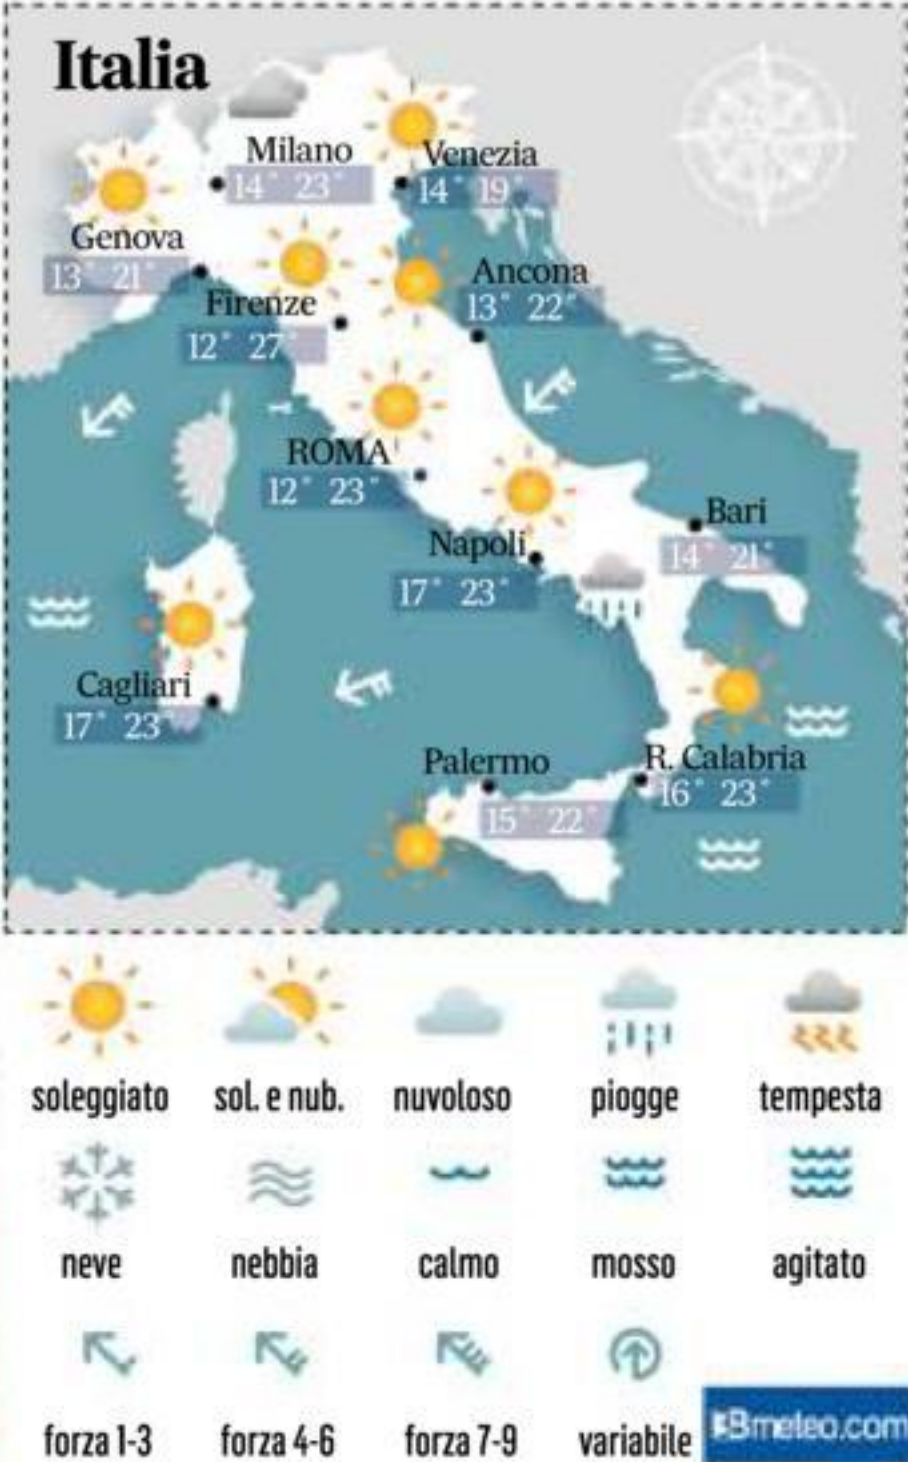 Italia
Milano
14° 23°
Venezia
14° 19°
Genova
13° 21°
Ancona
13° 22°
Firenze
12° 27°
ROMA
12° 23°
Bari
14° 21°
Napoli
17° 23°
Cagliari
17° 23°
Palermo
15° 22°
R. Calabria
16° 23°
soleggiato sol. e nub. nuvoloso piogge tempesta
neve nebbia calmo mosso agitato
forza 1-3 forza 4-6 forza 7-9 variabile
3Bmeteo.com